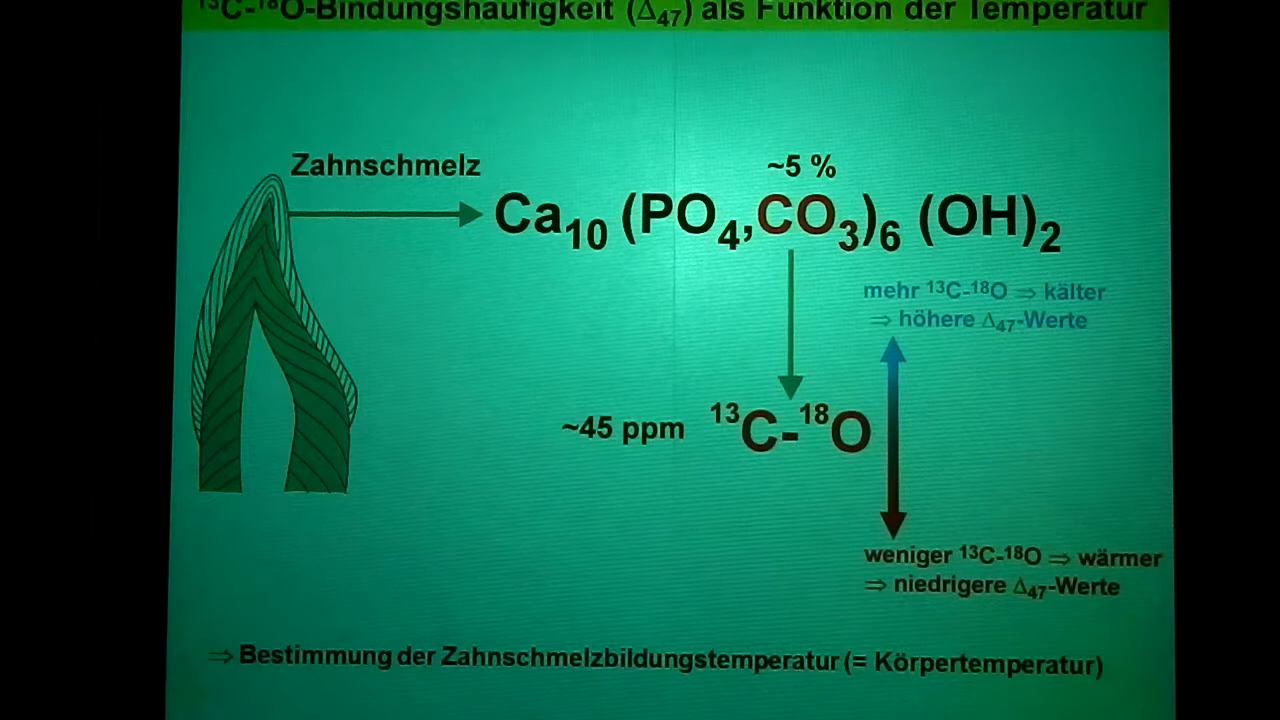 ¹³C-¹⁸O-Bindungshäufigkeit (Δ₄₇) als Funktion der Temperatur
Zahnschmelz
~5 %
Ca₁₀ (PO₄,CO₃)₆ (OH)₂
mehr ¹³C-¹⁸O ⇒ kälter
⇒ höhere Δ₄₇-Werte
~45 ppm ¹³C-¹⁸O
weniger ¹³C-¹⁸O ⇒ wärmer
⇒ niedrigere Δ₄₇-Werte
⇒ Bestimmung der Zahnschmelzbildungstemperatur (= Körpertemperatur)